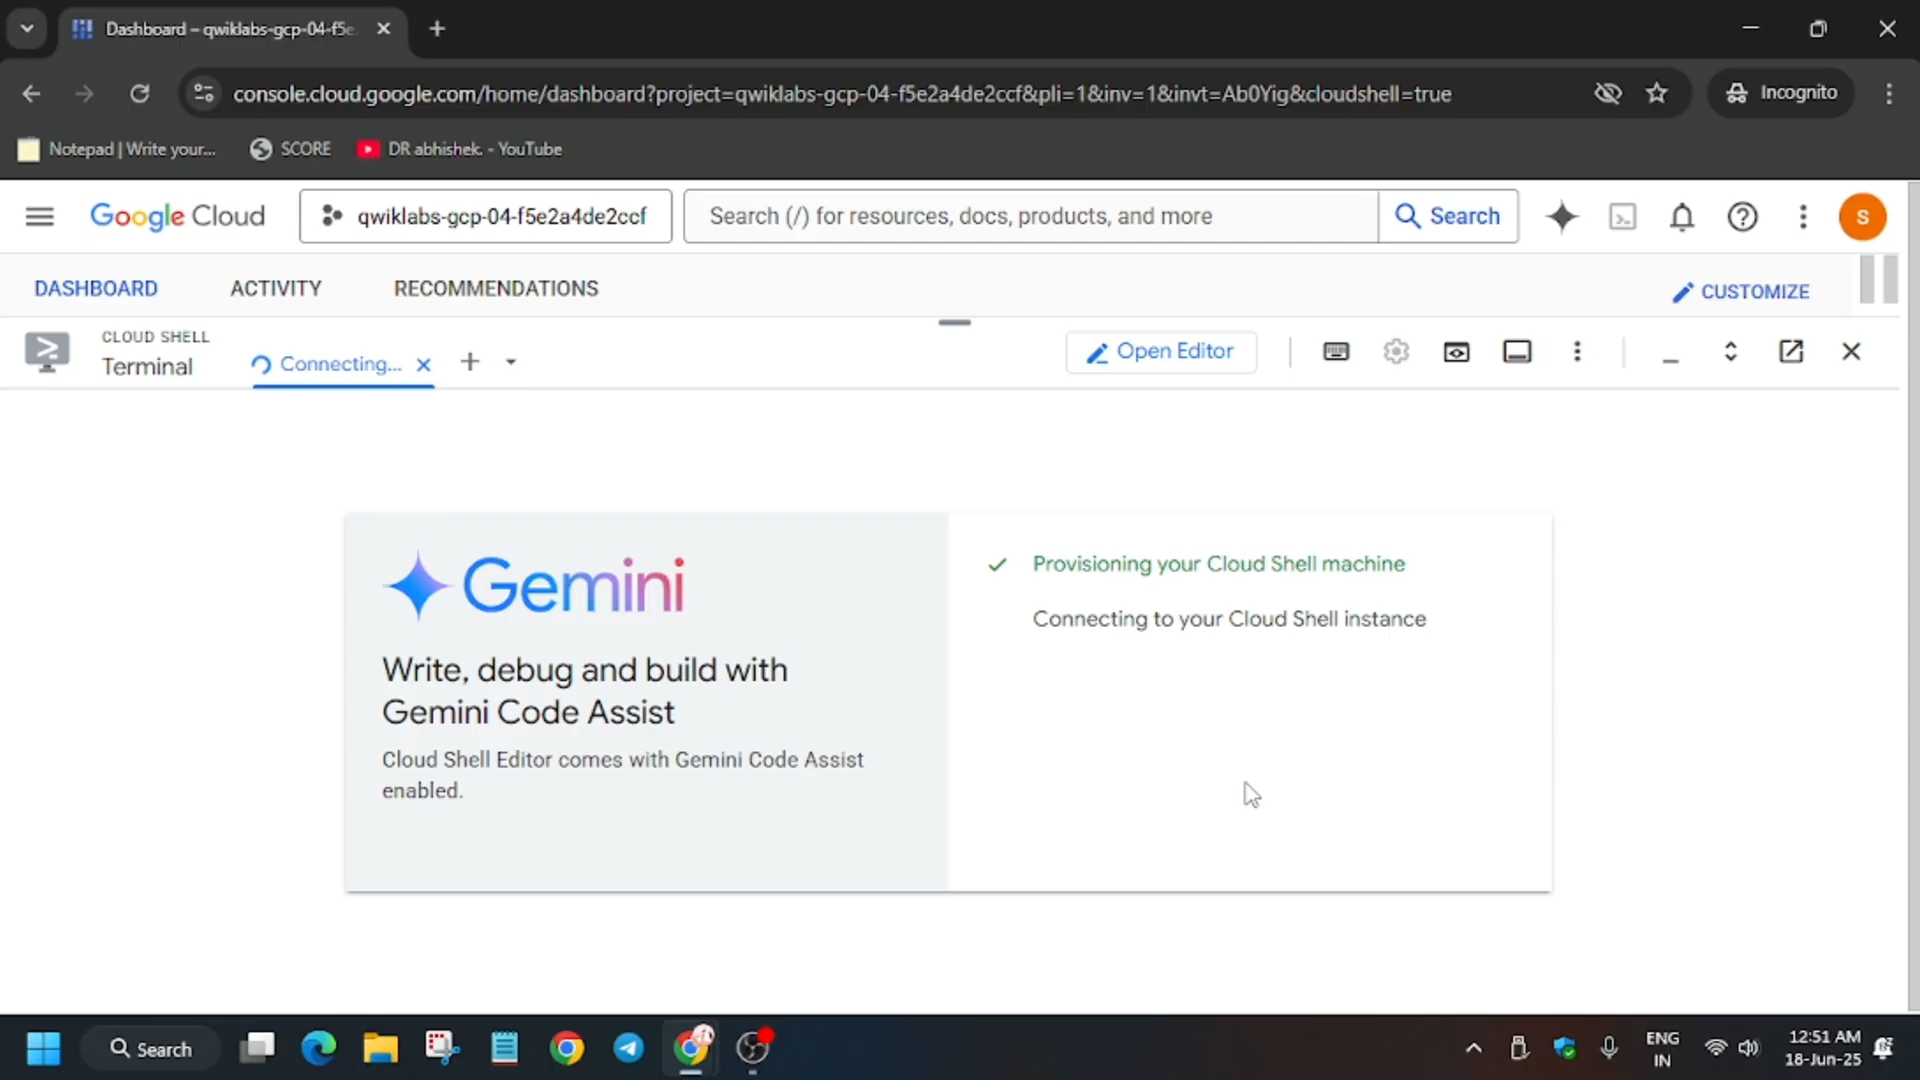 Dashboard – qwiklabs-gcp-04-f5e
console.cloud.google.com/home/dashboard?project=qwiklabs-gcp-04-f5e2a4de2ccf&pli=1&inv=1&invt=Ab0Yig&cloudshell=true
Incognito
Notepad | Write your...
SCORE
DR abhishek. - YouTube
Google Cloud
qwiklabs-gcp-04-f5e2a4de2ccf
Search (/) for resources, docs, products, and more
Search
S
DASHBOARD
ACTIVITY
RECOMMENDATIONS
CUSTOMIZE
CLOUD SHELL
Terminal
Connecting...
Open Editor
Gemini
Write, debug and build with
Gemini Code Assist
Cloud Shell Editor comes with Gemini Code Assist
enabled.
Provisioning your Cloud Shell machine
Connecting to your Cloud Shell instance
Search
ENG
IN
12:51 AM
18-Jun-25